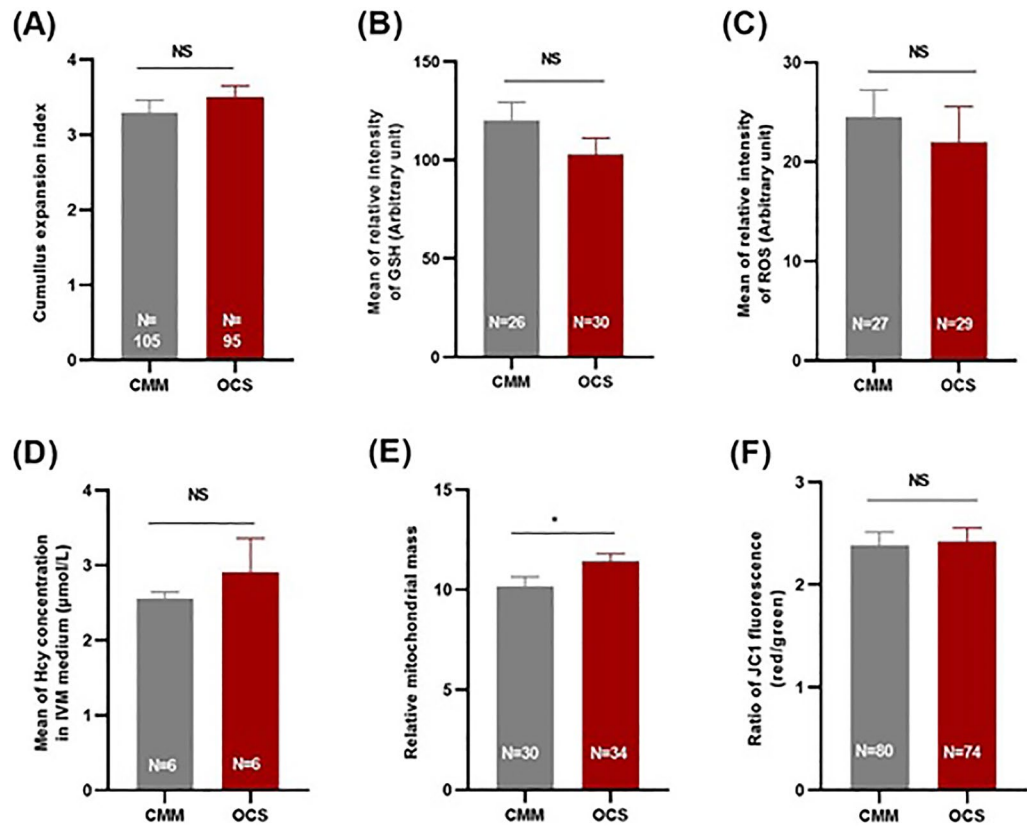 (A)
NS
Cumullus expansion index
4
3
2
1
0
N=
105
N=
95
CMM
OCS
(B)
NS
Mean of relative intensity
of GSH (Arbitrary unit)
150
100
50
0
N=26
N=30
CMM
OCS
(C)
NS
Mean of relative intensity
of ROS (Arbitrary unit)
30
20
10
0
N=27
N=29
CMM
OCS
(D)
NS
Mean of Hcy concentration
in IVM medium (µmol/L)
4
3
2
1
0
N=6
N=6
CMM
OCS
(E)
*
Relative mitochondrial mass
15
10
5
0
N=30
N=34
CMM
OCS
(F)
NS
Ratio of JC1 fluorescence
(red/green)
3
2
1
0
N=80
N=74
CMM
OCS